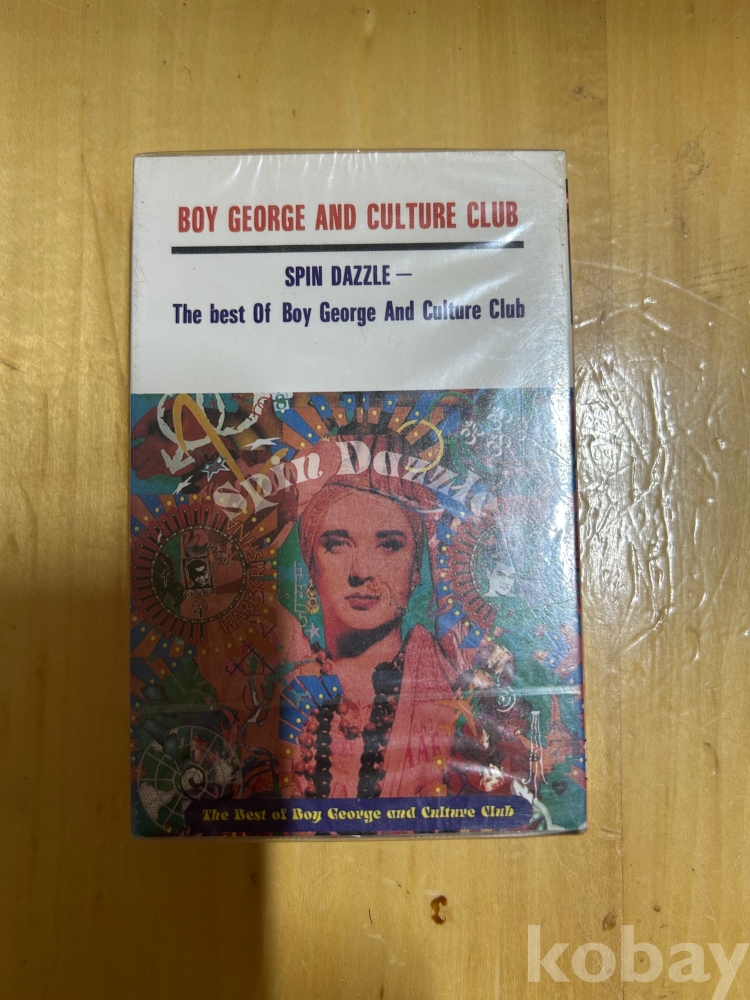 BOY GEORGE AND CULTURE CLUB
SPIN DAZZLE –
The best Of Boy George And Culture Club
Spin Dazzle
The Best of Boy George and Culture Club
kobay